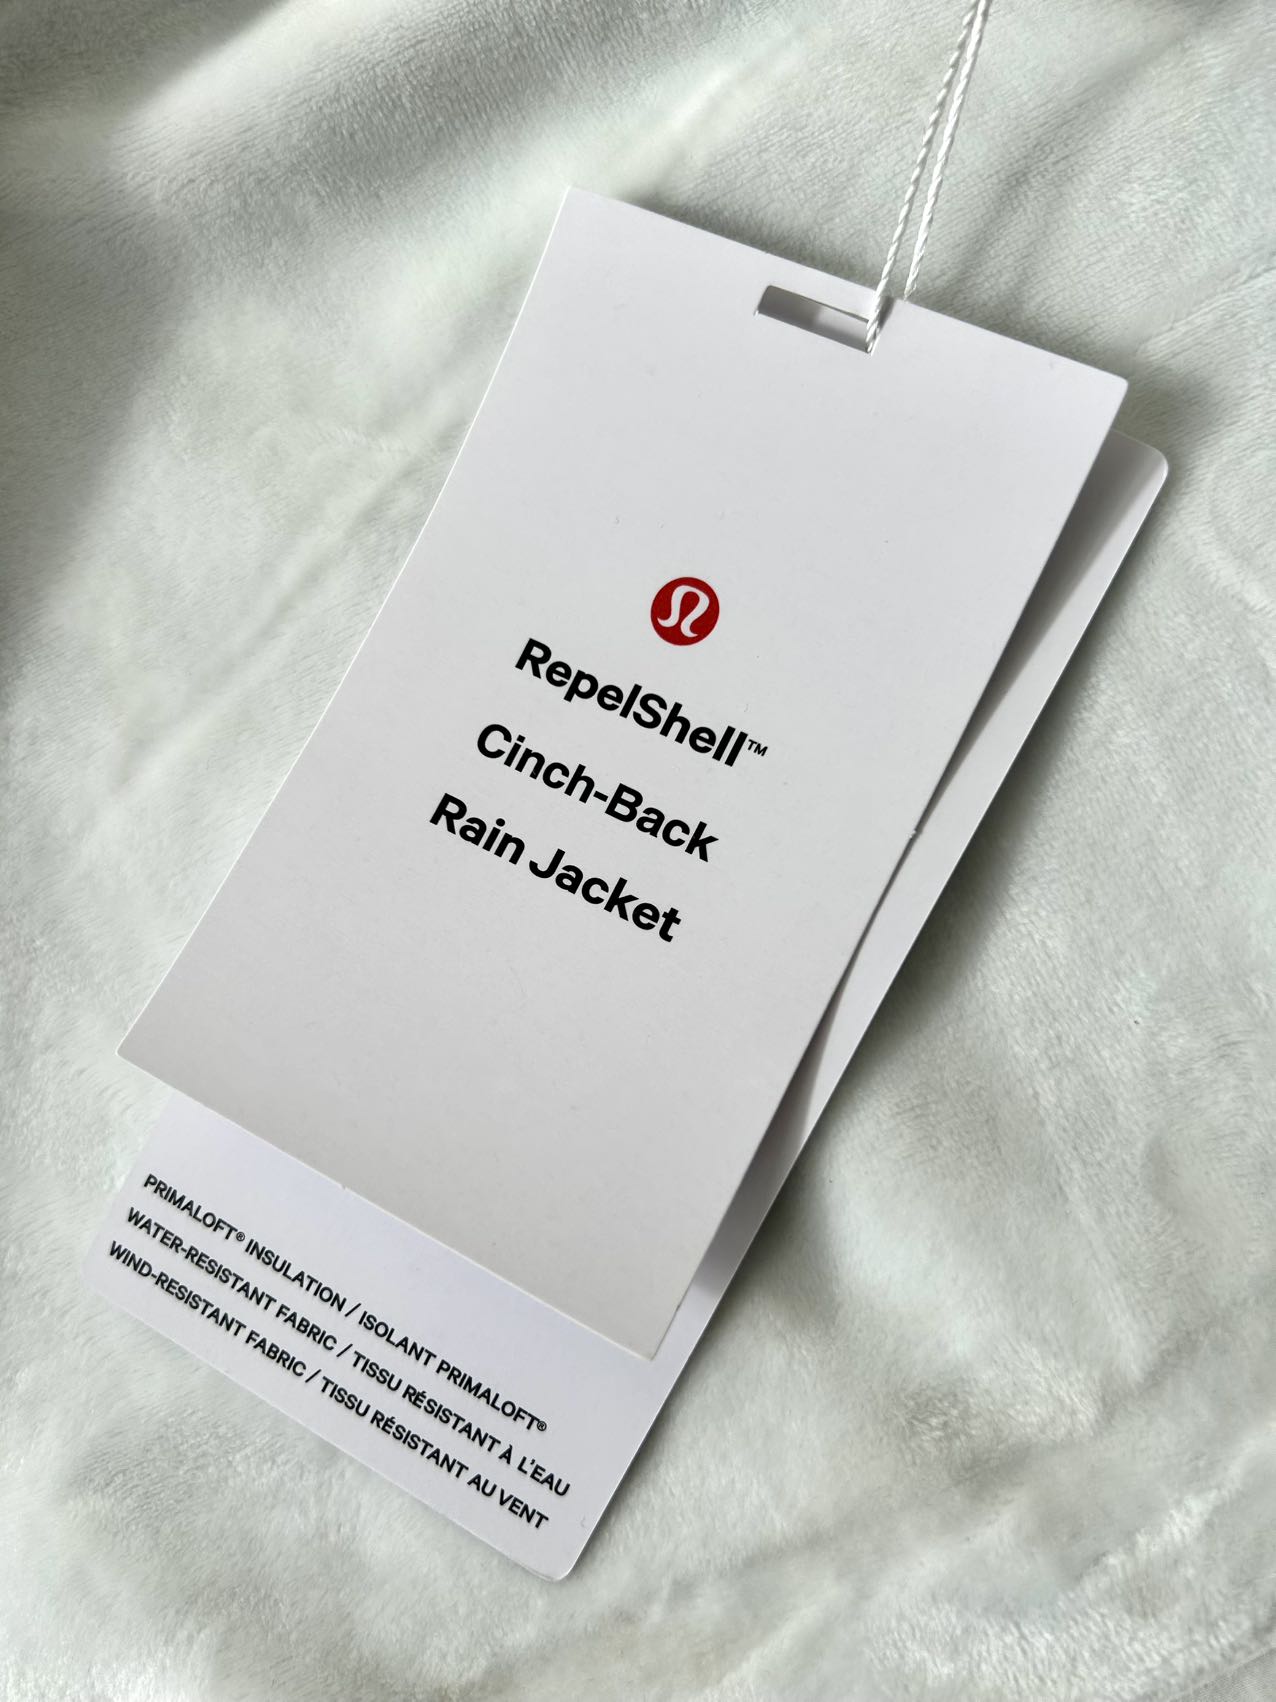 RepelShell™
Cinch-Back
Rain Jacket
PRIMALOFT® INSULATION / ISOLANT PRIMALOFT®
WATER-RESISTANT FABRIC / TISSU RÉSISTANT À L'EAU
WIND-RESISTANT FABRIC / TISSU RÉSISTANT AU VENT